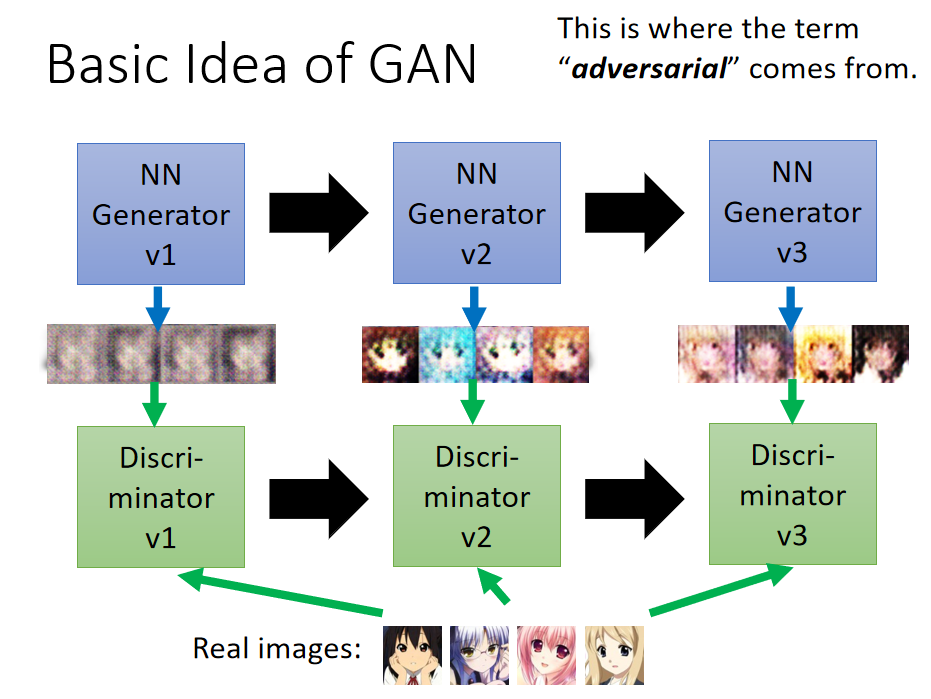 Basic Idea of GAN
This is where the term
“adversarial” comes from.
NN
Generator
v1
NN
Generator
v2
NN
Generator
v3
Discri-
minator
v1
Discri-
minator
v2
Discri-
minator
v3
Real images: